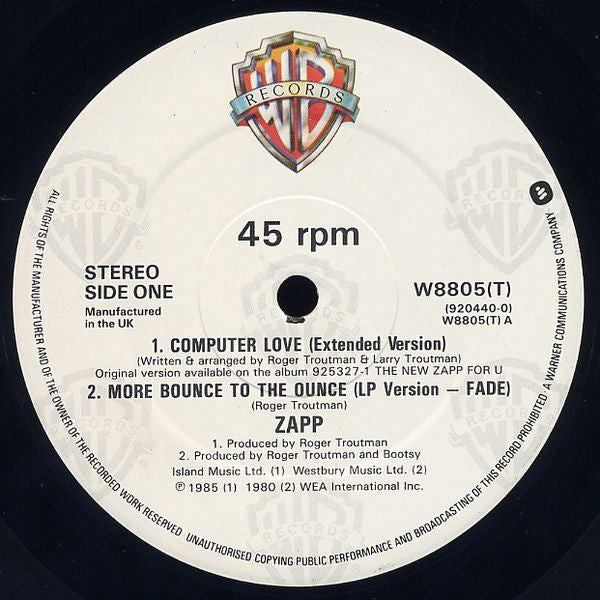 WB
RECORDS
45 rpm
STEREO
SIDE ONE
Manufactured
in the UK
W8805(T)
(920440-0)
W8805(T) A
1. COMPUTER LOVE (Extended Version)
(Written & arranged by Roger Troutman & Larry Troutman)
Original version available on the album 925327-1 THE NEW ZAPP FOR U
2. MORE BOUNCE TO THE OUNCE (LP Version — FADE)
(Roger Troutman)
ZAPP
1. Produced by Roger Troutman
2. Produced by Roger Troutman and Bootsy
Island Music Ltd. (1) Westbury Music Ltd. (2)
℗ 1985 (1) 1980 (2) WEA International Inc.
ALL RIGHTS OF THE MANUFACTURER AND OF THE OWNER OF THE RECORDED WORK RESERVED. UNAUTHORISED COPYING PUBLIC PERFORMANCE AND BROADCASTING OF THIS RECORD PROHIBITED. A WARNER COMMUNICATIONS COMPANY.